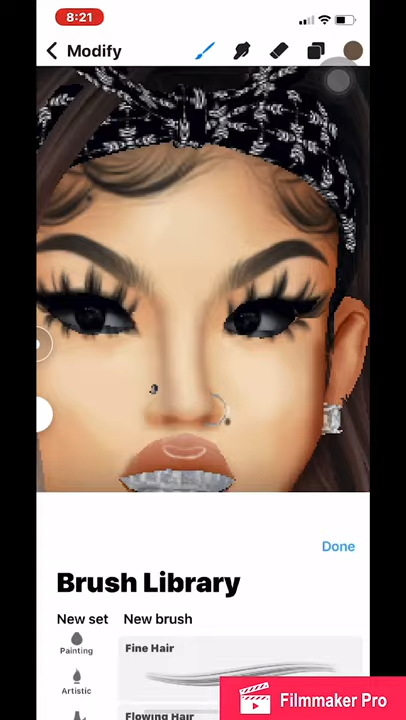 8:21
Modify
Done
Brush Library
New set New brush
Painting
Fine Hair
Artistic
Flowing Hair
Filmmaker Pro